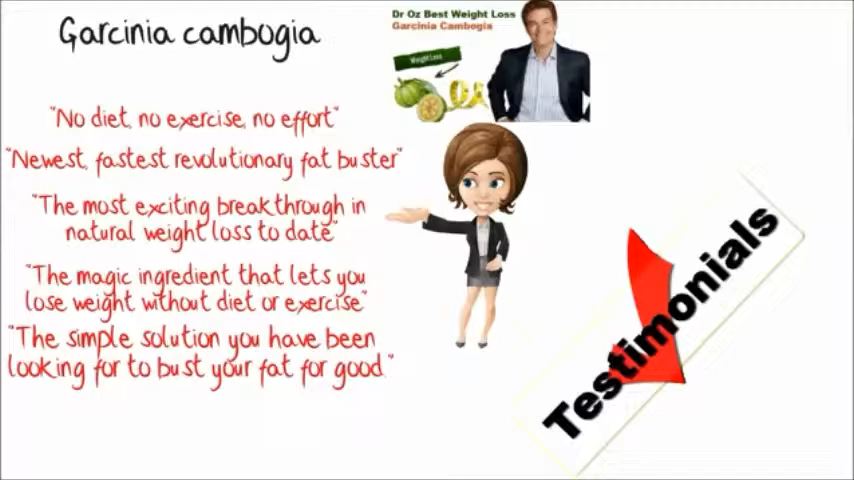 Garcinia cambogia
Dr Oz Best Weight Loss
Garcinia Cambogia
Weight Loss
"No diet, no exercise, no effort"
"Newest, fastest revolutionary fat buster"
"The most exciting breakthrough in
natural weight loss to date"
"The magic ingredient that lets you
lose weight without diet or exercise"
"The simple solution you have been
looking for to bust your fat for good."
Testimonials